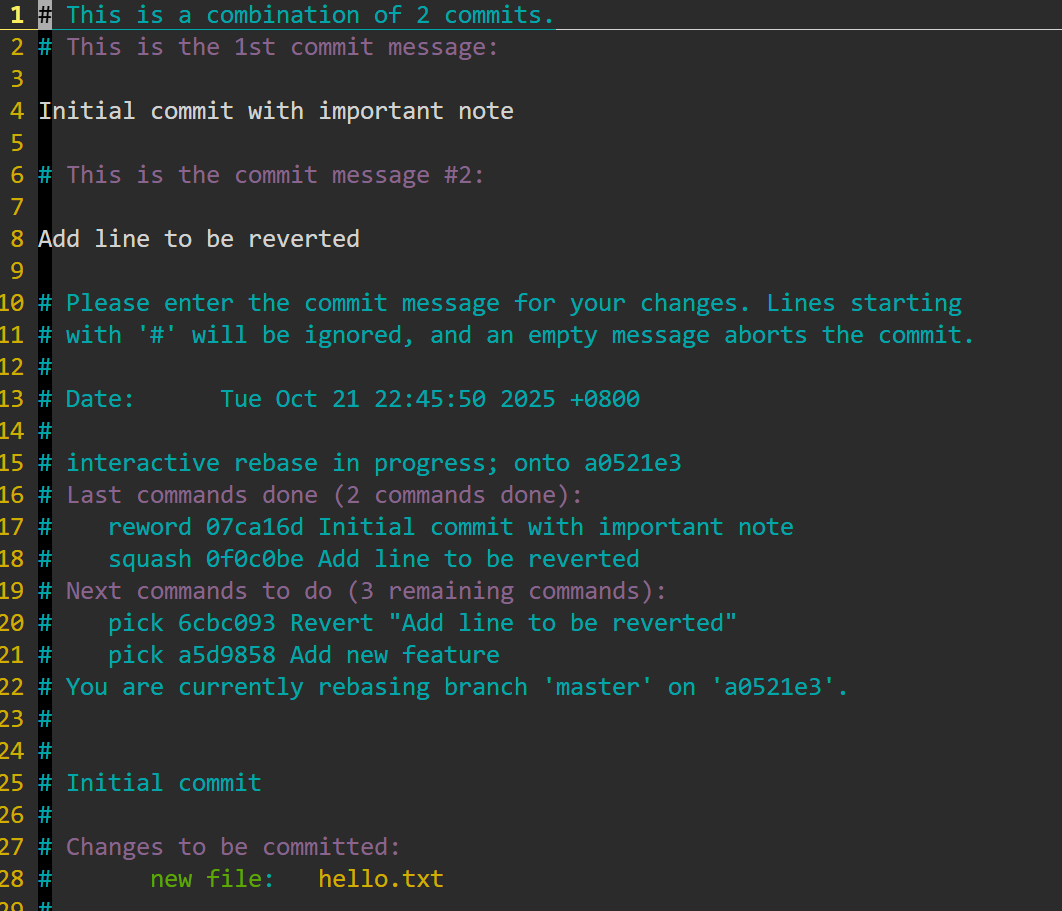 1 # This is a combination of 2 commits.
2 # This is the 1st commit message:
3
4 Initial commit with important note
5
6 # This is the commit message #2:
7
8 Add line to be reverted
9
10 # Please enter the commit message for your changes. Lines starting
11 # with '#' will be ignored, and an empty message aborts the commit.
12 #
13 # Date:      Tue Oct 21 22:45:50 2025 +0800
14 #
15 # interactive rebase in progress; onto a0521e3
16 # Last commands done (2 commands done):
17 #    reword 07ca16d Initial commit with important note
18 #    squash 0f0c0be Add line to be reverted
19 # Next commands to do (3 remaining commands):
20 #    pick 6cbc093 Revert "Add line to be reverted"
21 #    pick a5d9858 Add new feature
22 # You are currently rebasing branch 'master' on 'a0521e3'.
23 #
24 #
25 # Initial commit
26 #
27 # Changes to be committed:
28 #       new file:   hello.txt
29 #